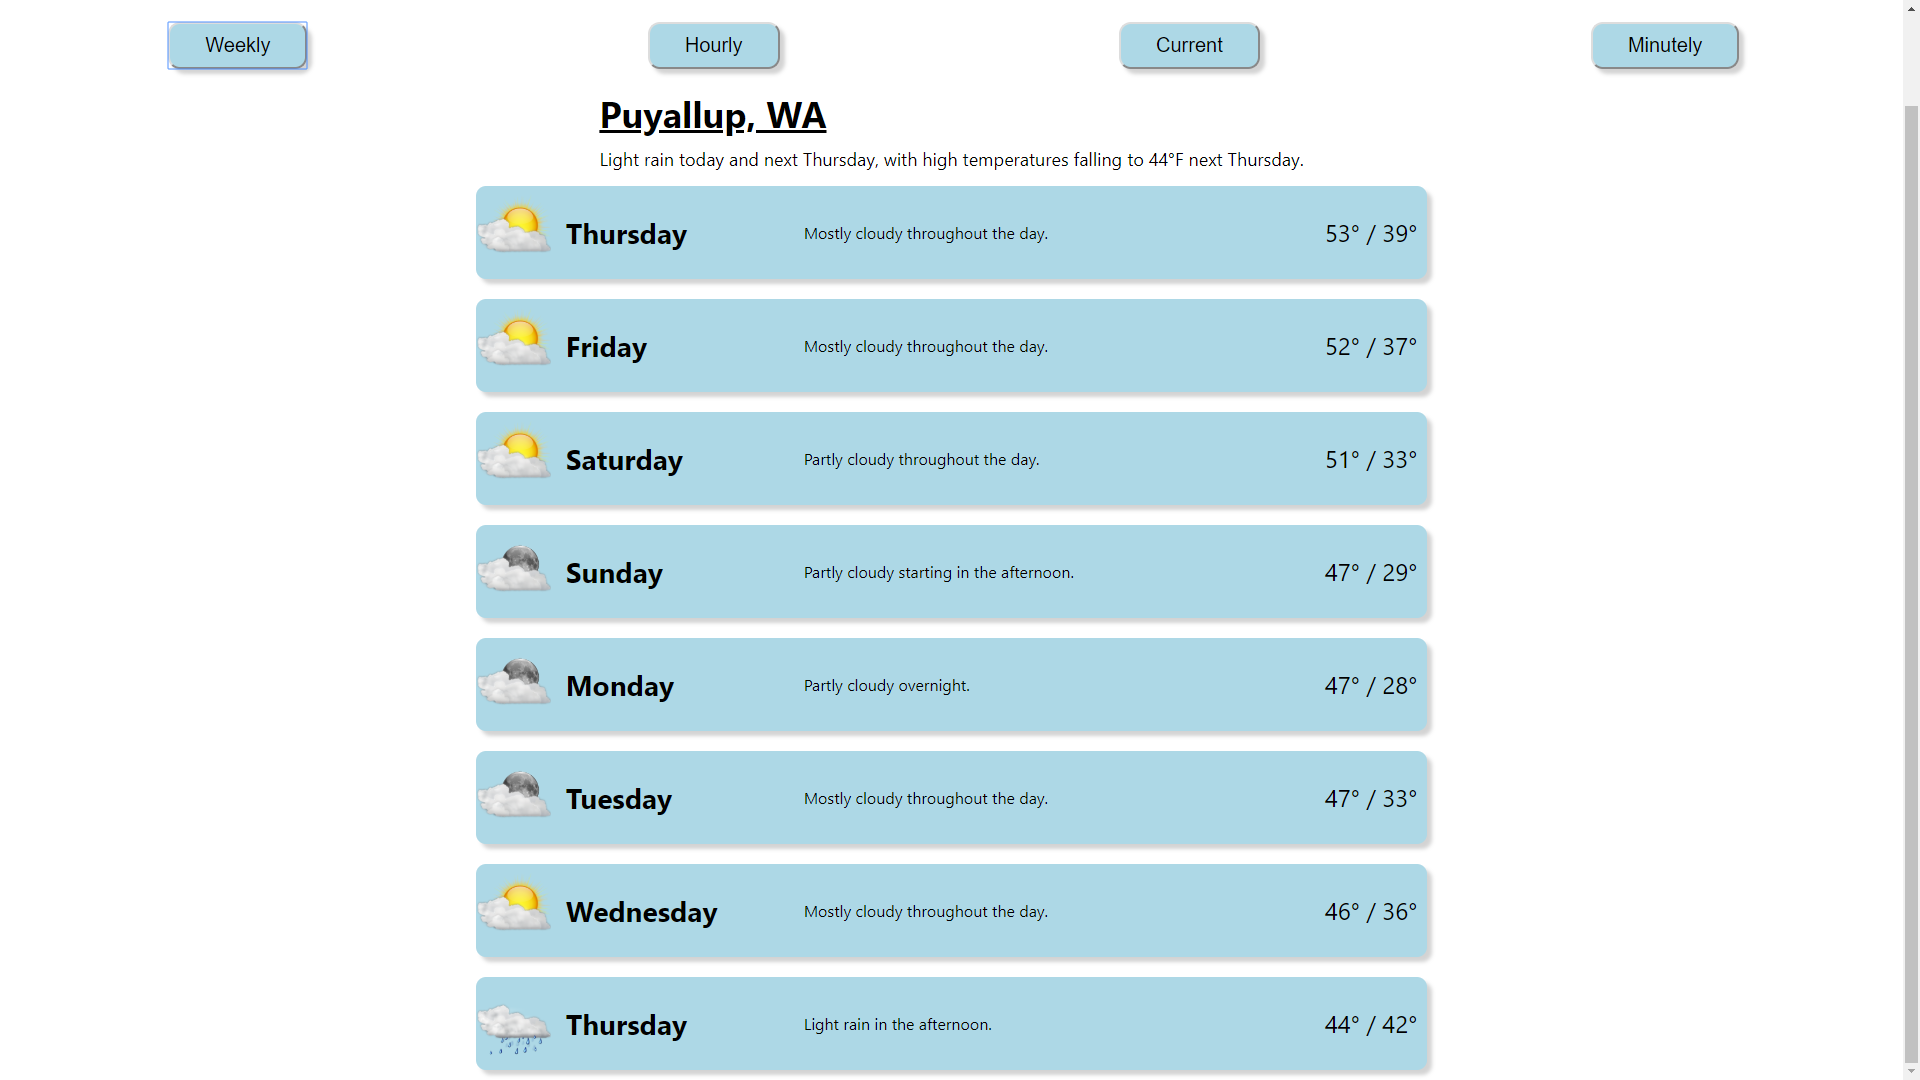 Weekly
Hourly
Current
Minutely
Puyallup, WA
Light rain today and next Thursday, with high temperatures falling to 44°F next Thursday.
Thursday Mostly cloudy throughout the day. 53° / 39°
Friday Mostly cloudy throughout the day. 52° / 37°
Saturday Partly cloudy throughout the day. 51° / 33°
Sunday Partly cloudy starting in the afternoon. 47° / 29°
Monday Partly cloudy overnight. 47° / 28°
Tuesday Mostly cloudy throughout the day. 47° / 33°
Wednesday Mostly cloudy throughout the day. 46° / 36°
Thursday Light rain in the afternoon. 44° / 42°